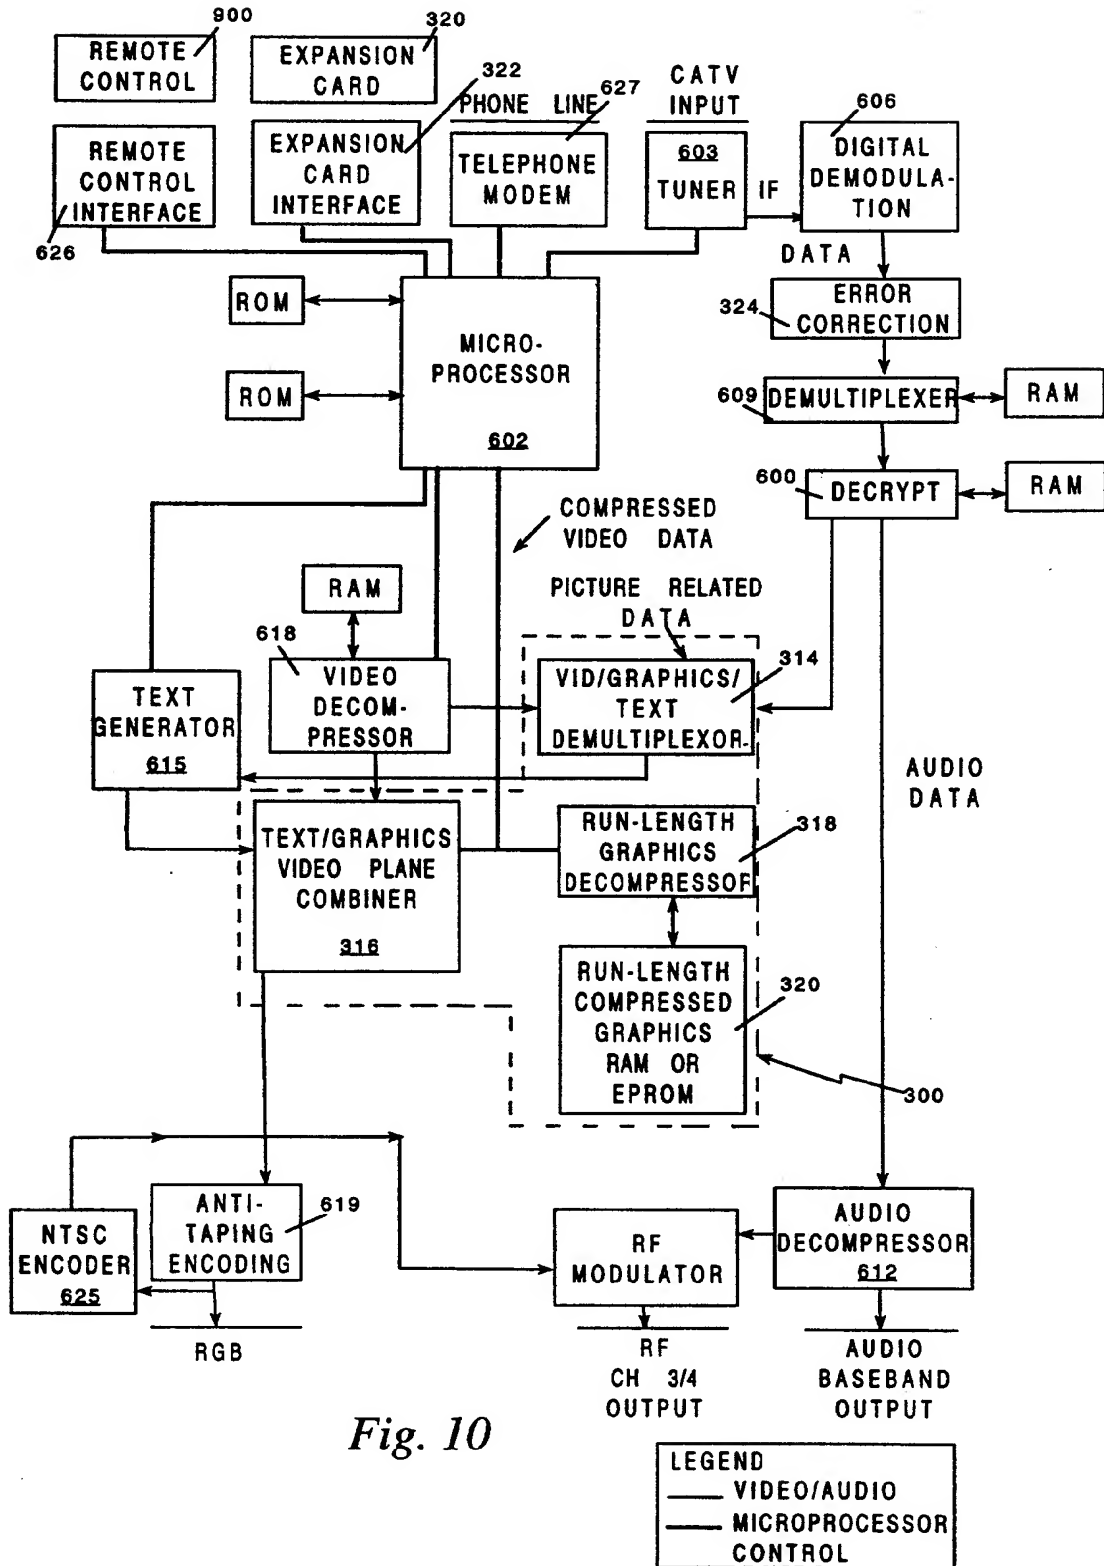 900
REMOTE
CONTROL
320
EXPANSION
CARD
322
PHONE LINE
627
CATV
INPUT
606
REMOTE
CONTROL
INTERFACE
626
EXPANSION
CARD
INTERFACE
TELEPHONE
MODEM
603
TUNER
IF
DIGITAL
DEMODULA-
TION
DATA
324
ERROR
CORRECTION
ROM
ROM
MICRO-
PROCESSOR
602
609
DEMULTIPLEXER
RAM
600
DECRYPT
RAM
COMPRESSED
VIDEO DATA
RAM
PICTURE RELATED
DATA
618
VIDEO
DECOM-
PRESSOR
VID/GRAPHICS/
TEXT
DEMULTIPLEXOR
314
TEXT
GENERATOR
615
AUDIO
DATA
TEXT/GRAPHICS
VIDEO PLANE
COMBINER
316
RUN-LENGTH
GRAPHICS
DECOMPRESSOR
318
RUN-LENGTH
COMPRESSED
GRAPHICS
RAM OR
EPROM
320
300
NTSC
ENCODER
625
ANTI-
TAPING
ENCODING
619
RF
MODULATOR
AUDIO
DECOMPRESSOR
612
RGB
RF
CH 3/4
OUTPUT
AUDIO
BASEBAND
OUTPUT
Fig. 10
LEGEND
VIDEO/AUDIO
MICROPROCESSOR
CONTROL